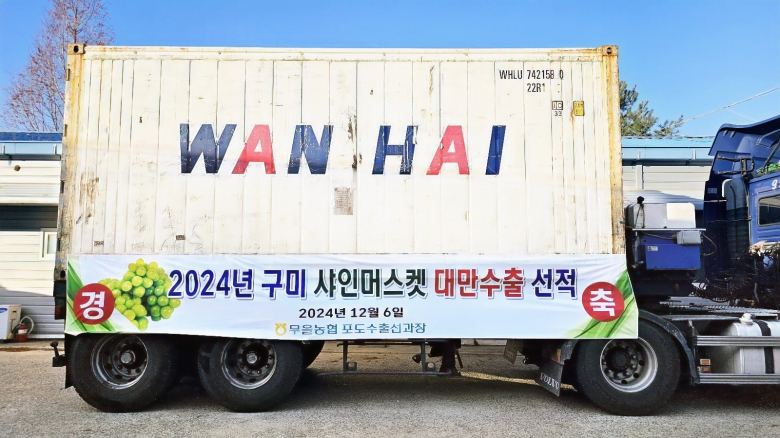 WHLU 742158 0
22R1
WAN HAI
경 2024년 구미 샤인머스켓 대만수출 선적 축
2024년 12월 6일
무을농협 포도수출선과장